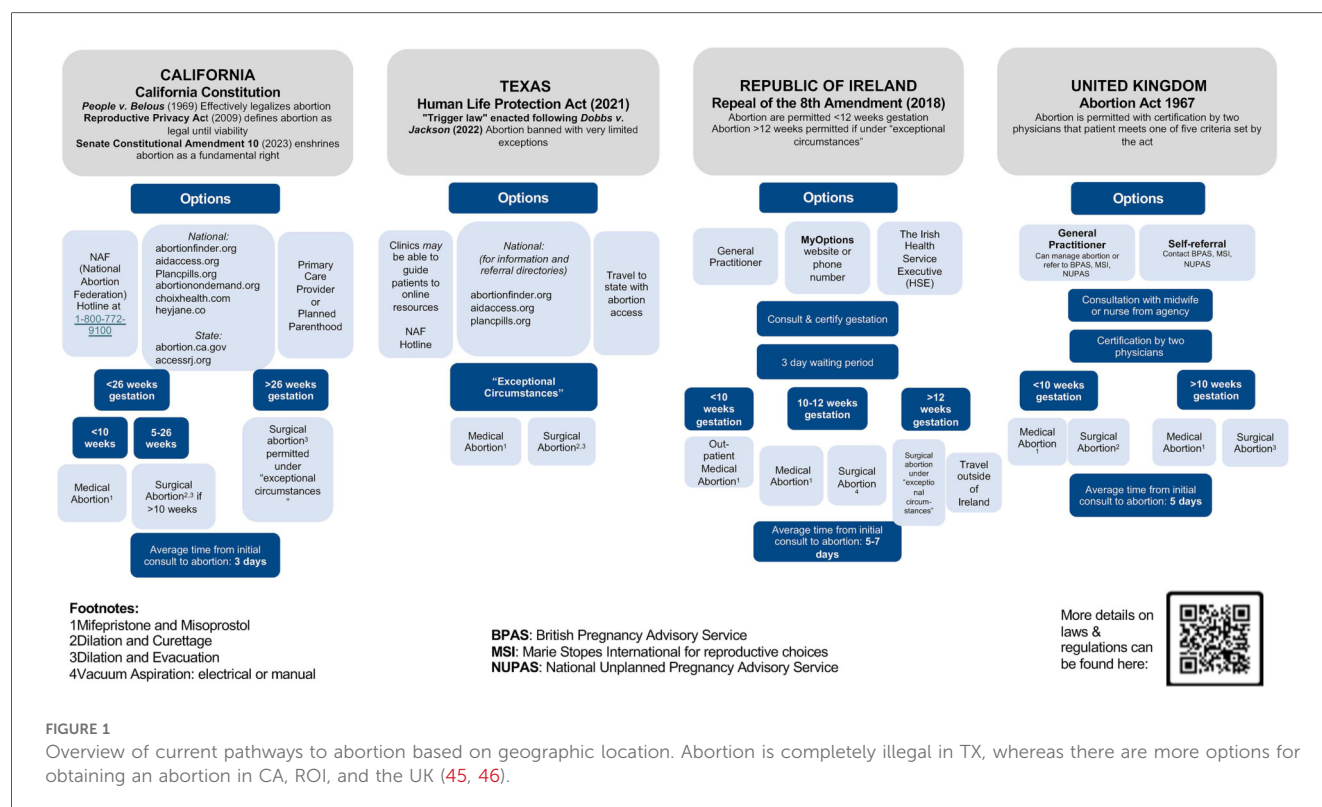 CALIFORNIA
California Constitution
People v. Belous (1969) Effectively legalizes abortion
Reproductive Privacy Act (2009) defines abortion as
legal until viability
Senate Constitutional Amendment 10 (2023) enshrines
abortion as a fundamental right
Options
NAF
(National
Abortion
Federation)
Hotline at
1-800-772-
9100
National:
abortionfinder.org
aidaccess.org
Plancpills.org
abortionondemand.org
choixhealth.com
heyjane.co
State:
abortion.ca.gov
accessrj.org
Primary
Care
Provider
or
Planned
Parenthood
<26 weeks
gestation
>26 weeks
gestation
<10
weeks
5-26
weeks
Medical
Abortion¹
Surgical
Abortion²,³ if
>10 weeks
Surgical
abortion³
permitted
under
“exceptional
circumstances
”
Average time from initial
consult to abortion: 3 days
TEXAS
Human Life Protection Act (2021)
"Trigger law" enacted following Dobbs
v. Jackson (2022) Abortion banned with very limited
exceptions
Options
Clinics may
be able to
guide
patients to
online
resources
NAF
Hotline
National:
(for information and
referral directories)
abortionfinder.org
aidaccess.org
plancpills.org
Travel to
state with
abortion
access
“Exceptional
Circumstances”
Medical
Abortion¹
Surgical
Abortion²,³
REPUBLIC OF IRELAND
Repeal of the 8th Amendment (2018)
Abortion are permitted <12 weeks gestation
Abortion >12 weeks permitted if under “exceptional
circumstances”
Options
General
Practitioner
MyOptions
website or
phone
number
The Irish
Health
Service
Executive
(HSE)
Consult & certify gestation
3 day waiting period
<10
weeks
gestation
10-12 weeks
gestation
>12
weeks
gestation
Out-
patient
Medical
Abortion¹
Medical
Abortion¹
Surgical
Abortion
4
Surgical
abortion
under
“exceptio
nal
circum-
stances”
Travel
outside
of
Ireland
Average time from initial
consult to abortion: 5-7
days
UNITED KINGDOM
Abortion Act 1967
Abortion is permitted with certification by two
physicians that patient meets one of five criteria set by
the act
Options
General
Practitioner
Can manage abortion or
refer to BPAS, MSI,
NUPAS
Self-referral
Contact BPAS, MSI,
NUPAS
Consultation with midwife
or nurse from agency
Certification by two
physicians
<10 weeks
gestation
>10 weeks
gestation
Medical
Abortion
1
Surgical
Abortion²
Medical
Abortion¹
Surgical
Abortion³
Average time from initial
consult to abortion: 5 days
Footnotes:
1Mifepristone and Misoprostol
2Dilation and Curettage
3Dilation and Evacuation
4Vacuum Aspiration: electrical or manual
BPAS: British Pregnancy Advisory Service
MSI: Marie Stopes International for reproductive choices
NUPAS: National Unplanned Pregnancy Advisory Service
More details on
laws &
regulations can
be found here:
FIGURE 1
Overview of current pathways to abortion based on geographic location. Abortion is completely illegal in TX, whereas there are more options for
obtaining an abortion in CA, ROI, and the UK (45, 46).